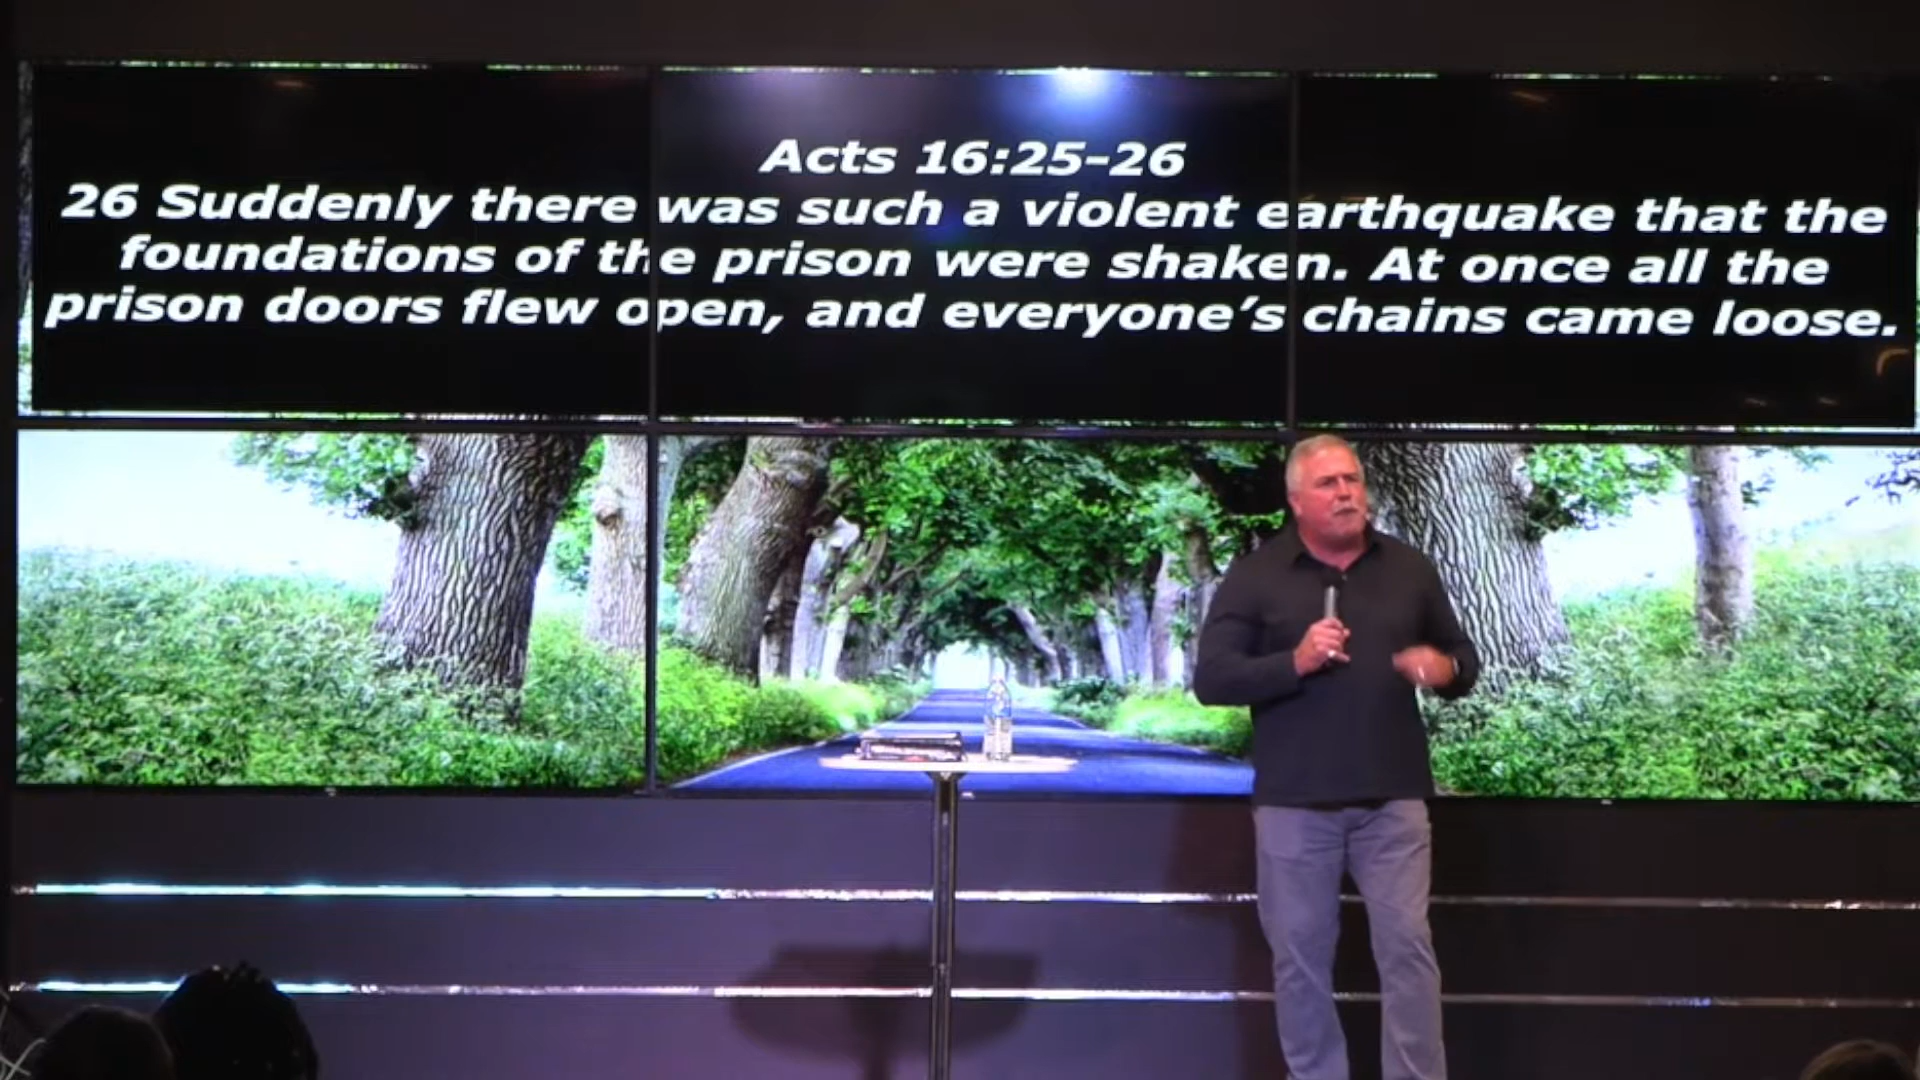 Acts 16:25-26
26 Suddenly there was such a violent earthquake that the
foundations of the prison were shaken. At once all the
prison doors flew open, and everyone’s chains came loose.